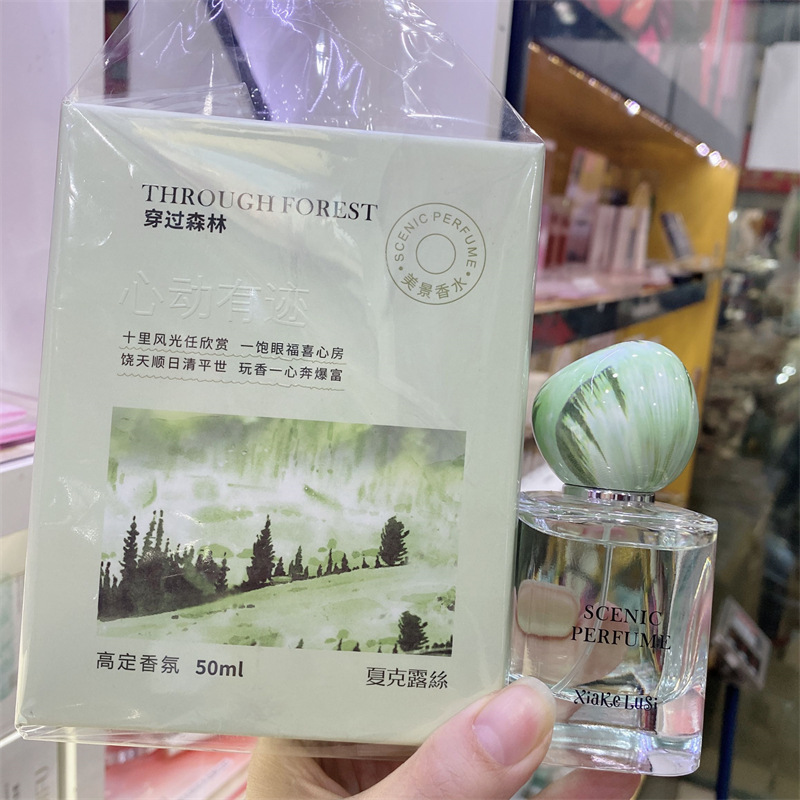 THROUGH FOREST
穿过森林
SCENIC PERFUME
美景香水
心动有迹
十里风光任欣赏 一饱眼福喜心房
饶天顺日清平世 玩香一心奔爆富
高定香氛 50ml
夏克露絲
SCENIC
PERFUME
XiaKe LuSi